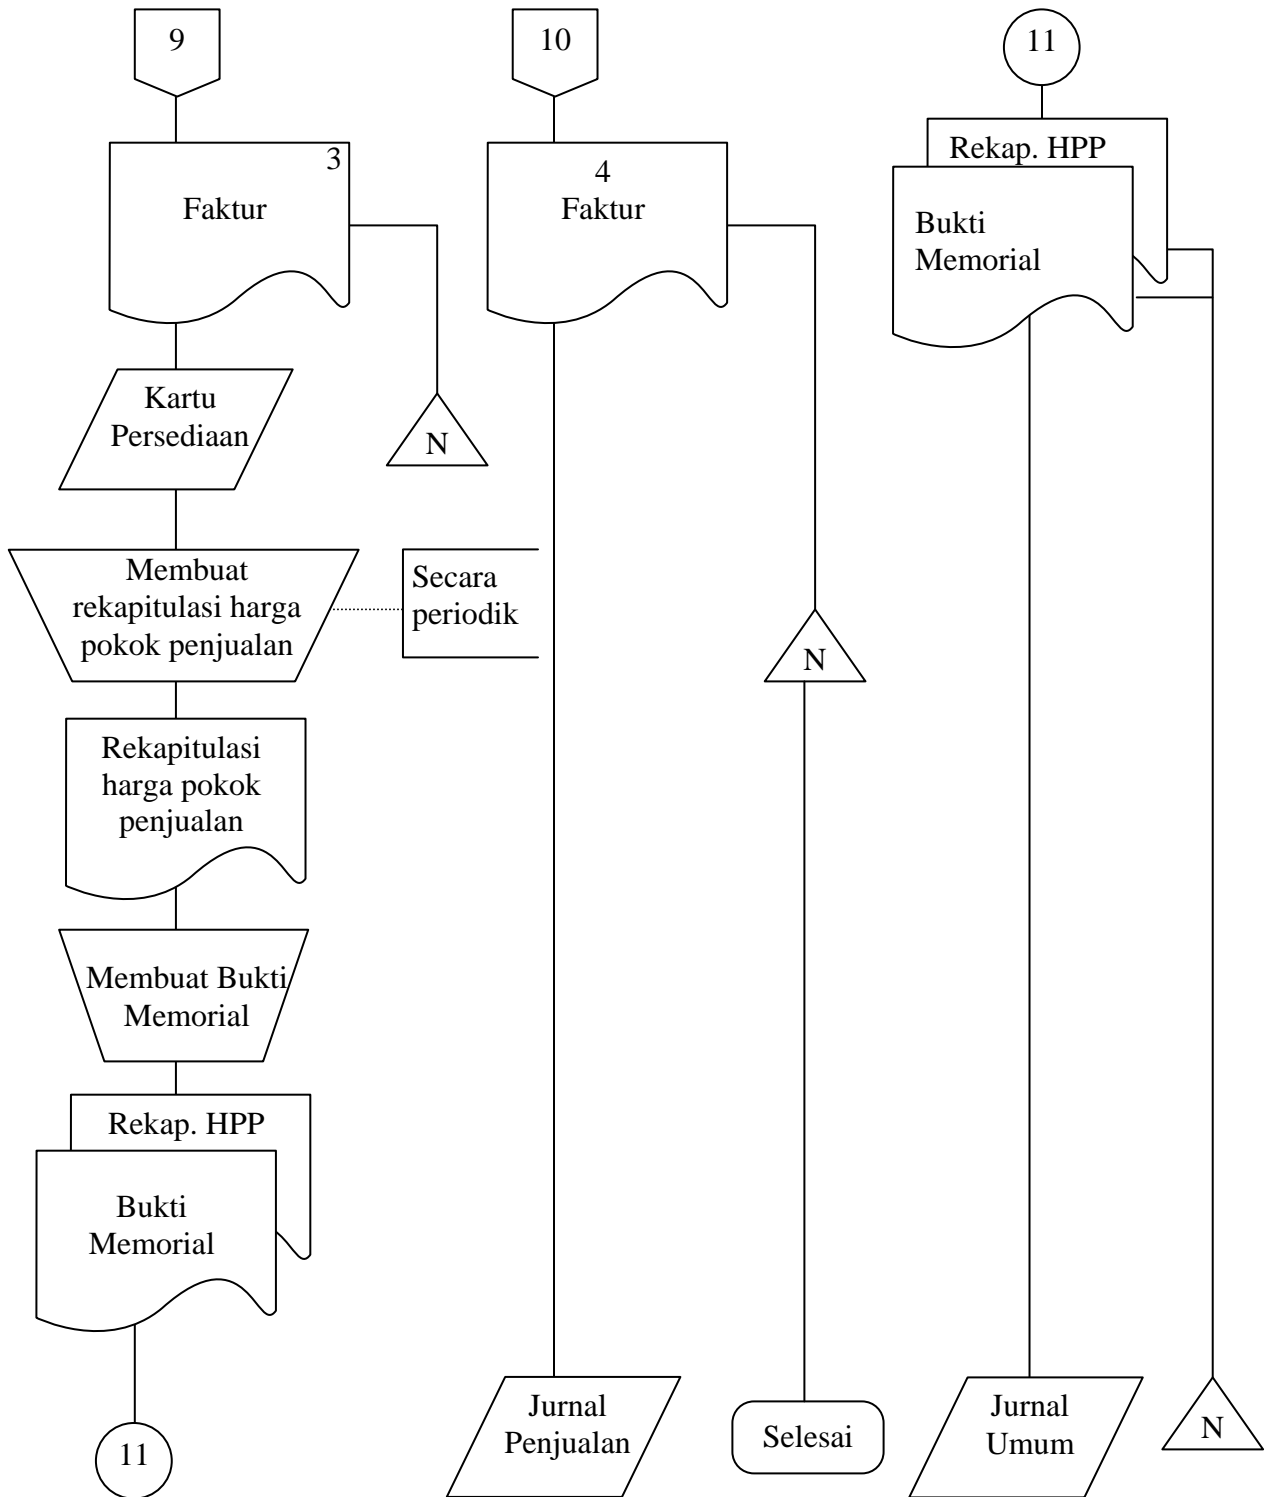 9
3
Faktur
N
Kartu
Persediaan
Membuat
rekapitulasi harga
pokok penjualan
Secara
periodik
Rekapitulasi
harga pokok
penjualan
Membuat Bukti
Memorial
Rekap. HPP
Bukti
Memorial
11
10
4
Faktur
N
Jurnal
Penjualan
Selesai
11
Rekap. HPP
Bukti
Memorial
Jurnal
Umum
N